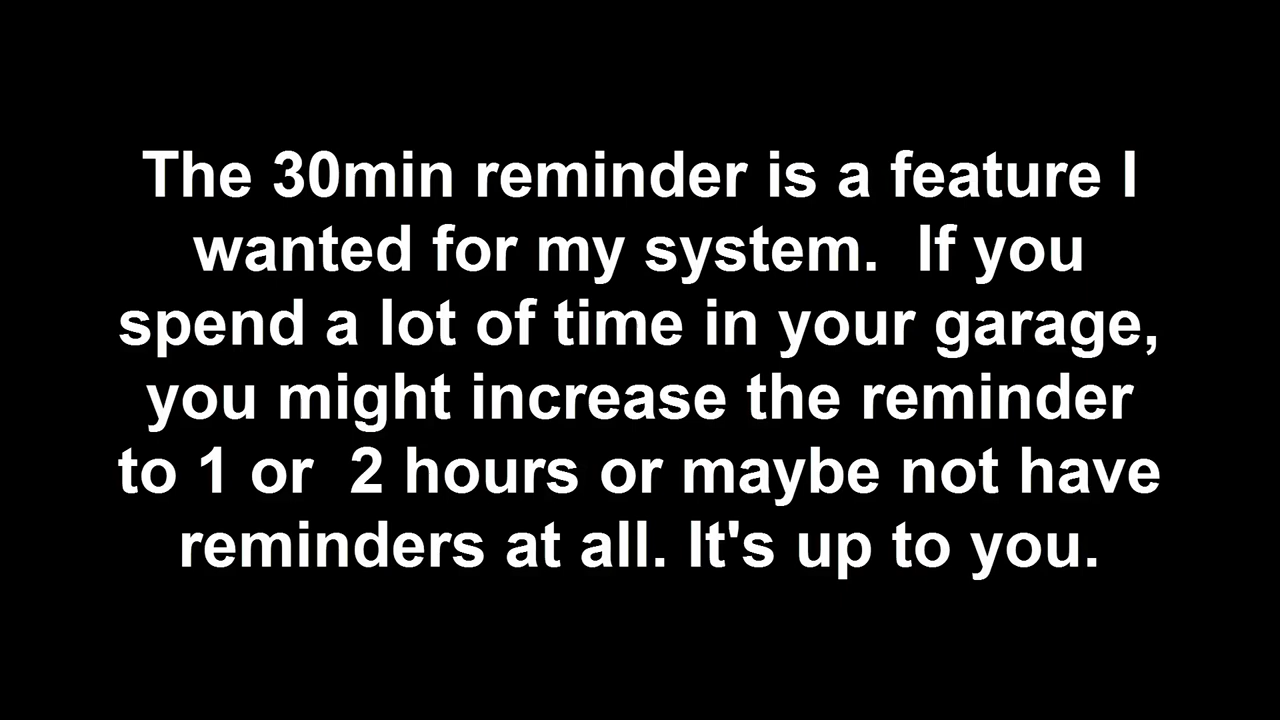 The 30min reminder is a feature I
wanted for my system.  If you
spend a lot of time in your garage,
you might increase the reminder
to 1 or  2 hours or maybe not have
reminders at all. It's up to you.